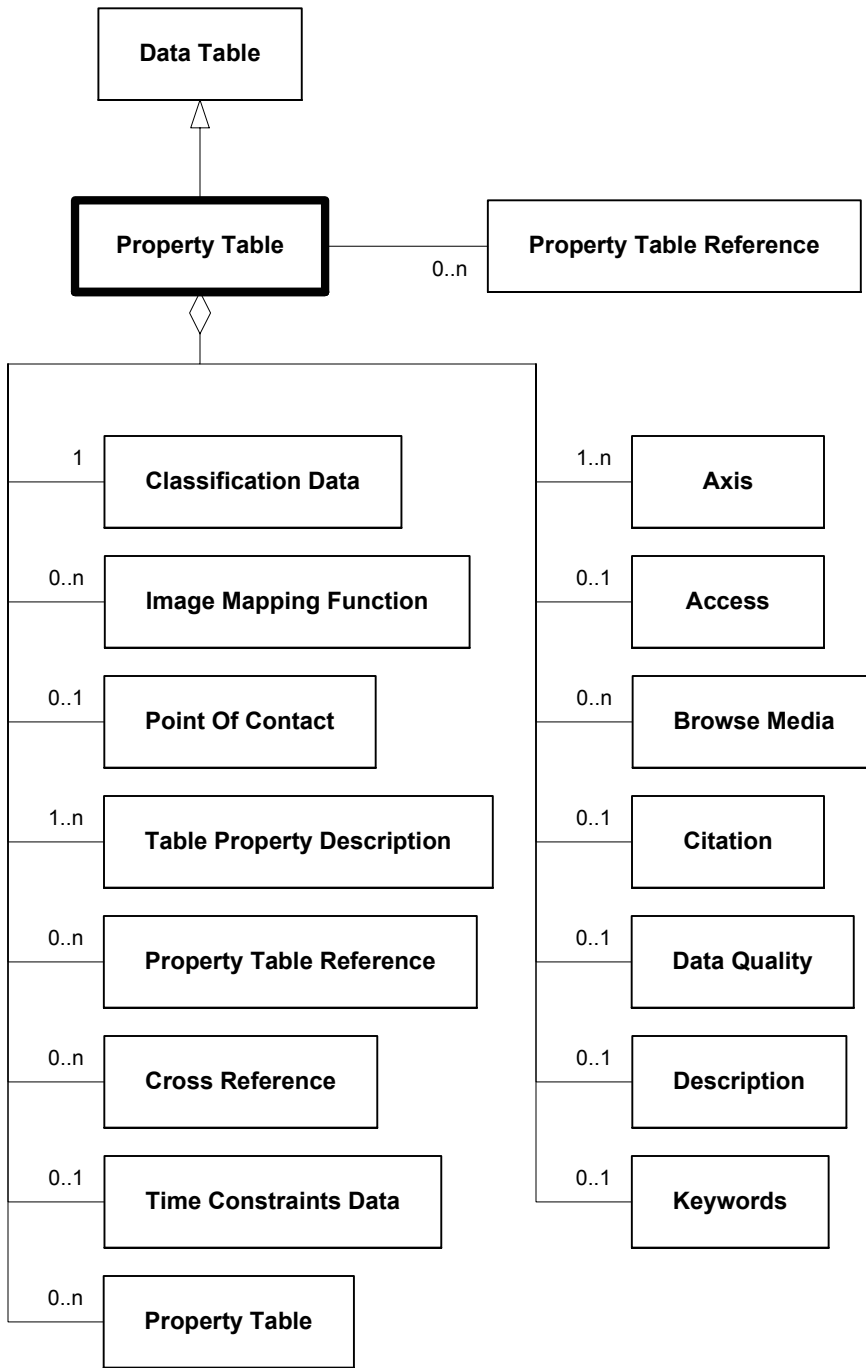 Data Table
Property Table
Property Table Reference
0..n
1
Classification Data
0..n
Image Mapping Function
0..1
Point Of Contact
1..n
Table Property Description
0..n
Property Table Reference
0..n
Cross Reference
0..1
Time Constraints Data
0..n
Property Table
1..n
Axis
0..1
Access
0..n
Browse Media
0..1
Citation
0..1
Data Quality
0..1
Description
0..1
Keywords